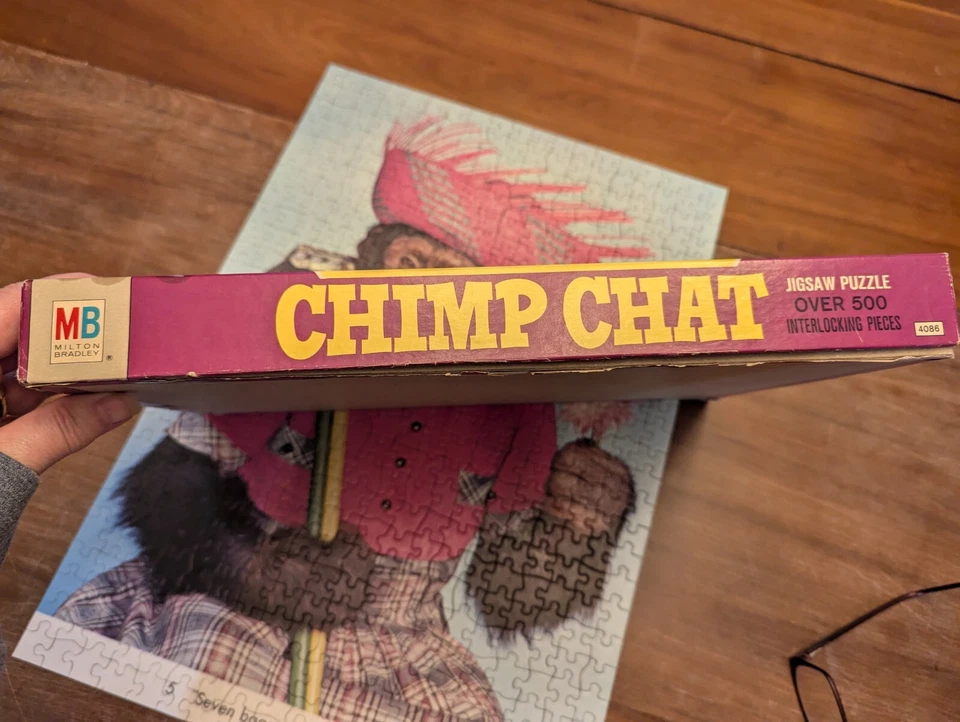 MB
MILTON
BRADLEY
®
CHIMP CHAT
JIGSAW PUZZLE
OVER 500
INTERLOCKING PIECES
4086
5 "Seven